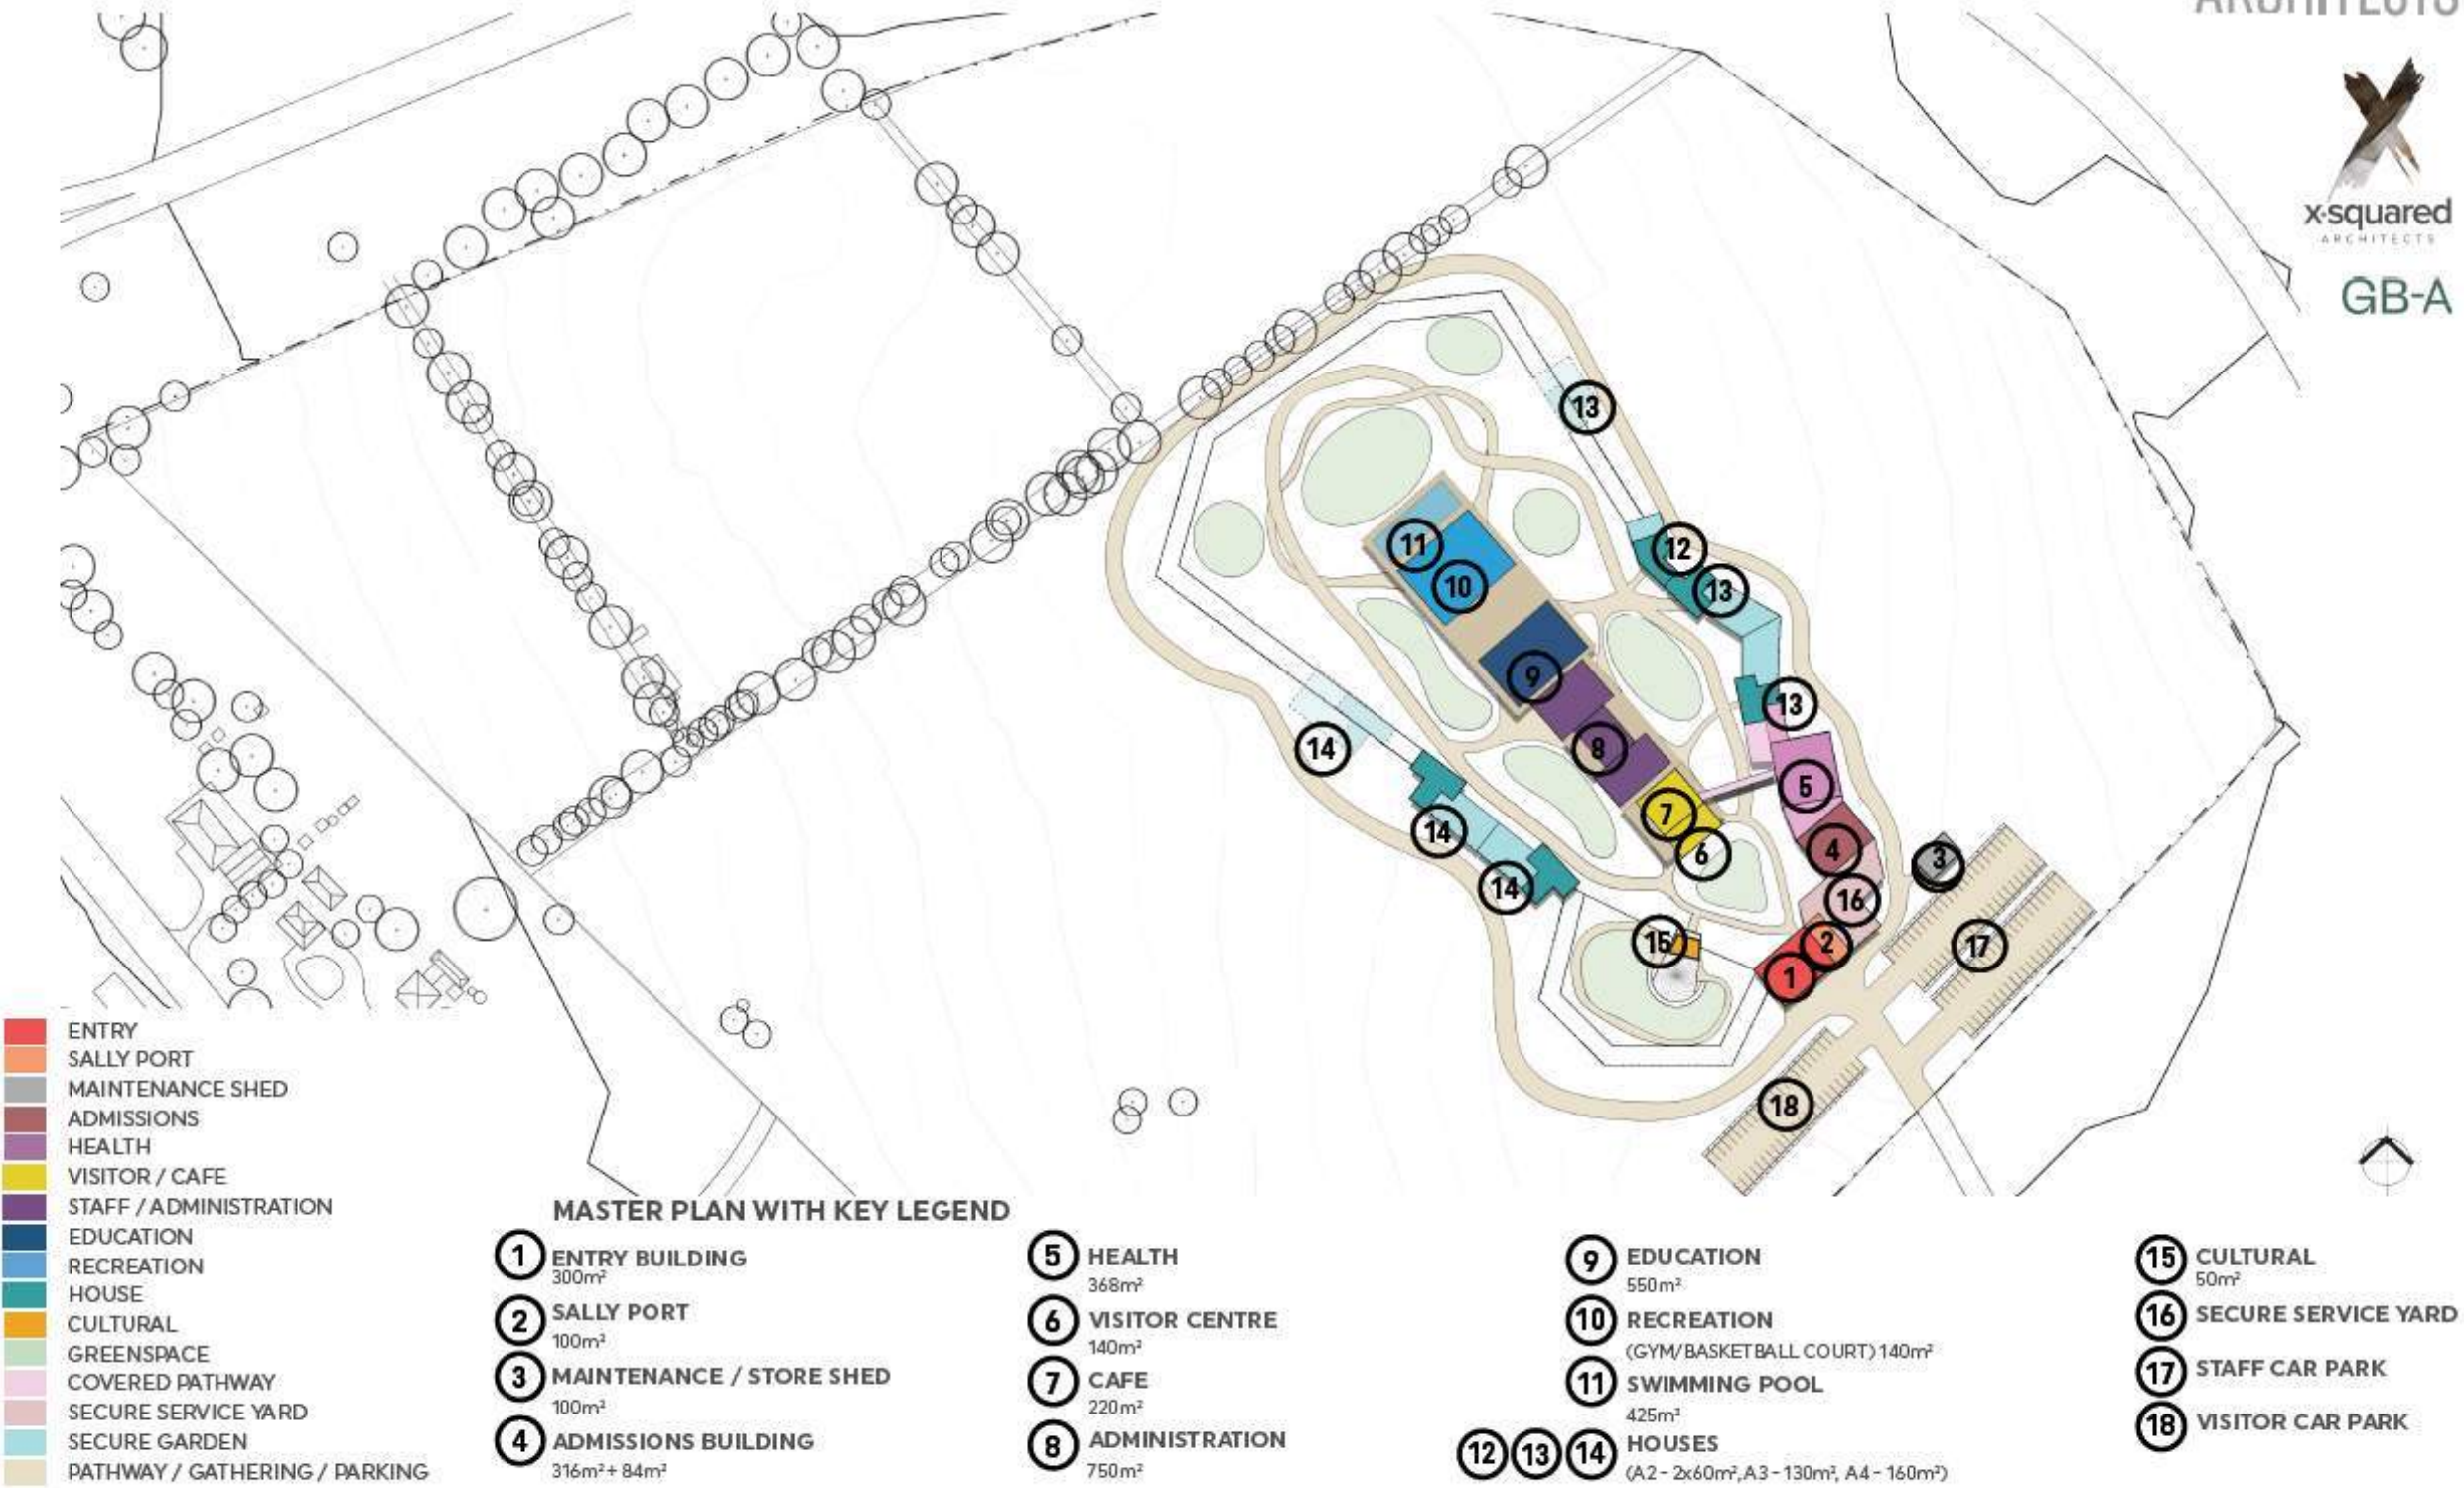 ARCHITECTS
x-squared
ARCHITECTS
GB-A
13
12
13
11
10
9
13
14
8
5
7
14
6
4
3
14
16
15
2
17
1
18
ENTRY
SALLY PORT
MAINTENANCE SHED
ADMISSIONS
HEALTH
VISITOR / CAFE
STAFF / ADMINISTRATION
EDUCATION
RECREATION
HOUSE
CULTURAL
GREENSPACE
COVERED PATHWAY
SECURE SERVICE YARD
SECURE GARDEN
PATHWAY / GATHERING / PARKING
MASTER PLAN WITH KEY LEGEND
1 ENTRY BUILDING
300m²
2 SALLY PORT
100m²
3 MAINTENANCE / STORE SHED
100m²
4 ADMISSIONS BUILDING
316m² + 84m²
5 HEALTH
368m²
6 VISITOR CENTRE
140m²
7 CAFE
220m²
8 ADMINISTRATION
750m²
9 EDUCATION
550m²
10 RECREATION
(GYM/BASKETBALL COURT) 140m²
11 SWIMMING POOL
425m²
12 13 14 HOUSES
(A2 - 2x60m², A3 - 130m², A4 - 160m²)
15 CULTURAL
50m²
16 SECURE SERVICE YARD
17 STAFF CAR PARK
18 VISITOR CAR PARK